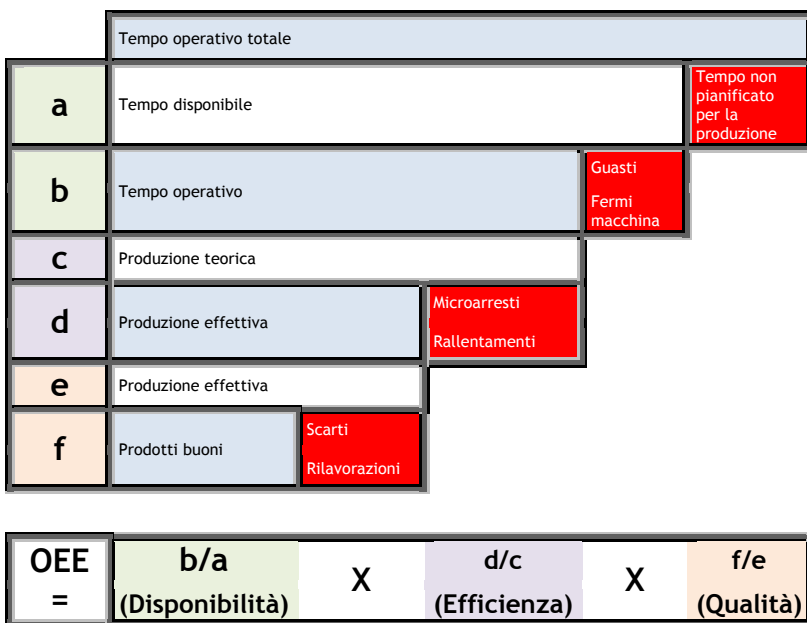 Tempo operativo totale
a
Tempo disponibile
Tempo non
pianificato
per la
produzione
b
Tempo operativo
Guasti
Fermi
macchina
c
Produzione teorica
d
Produzione effettiva
Microarresti
Rallentamenti
e
Produzione effettiva
f
Prodotti buoni
Scarti
Rilavorazioni
OEE
=
b/a
(Disponibilità)
X
d/c
(Efficienza)
X
f/e
(Qualità)